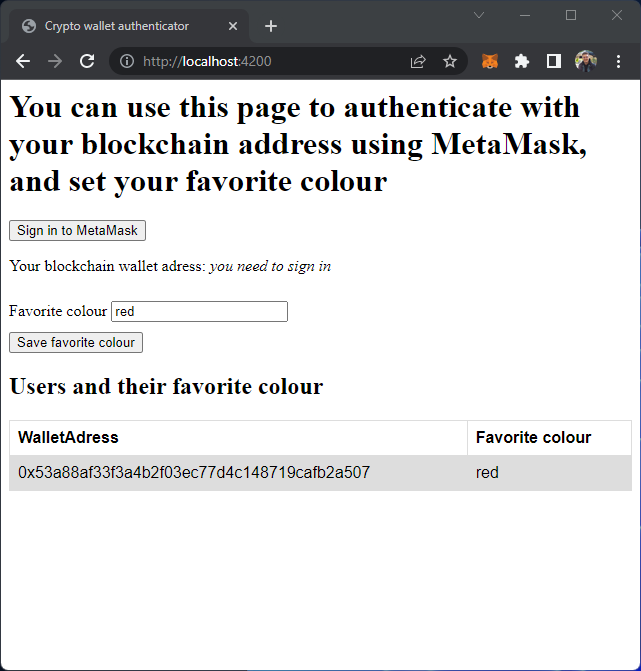 Crypto wallet authenticator
http://localhost:4200
You can use this page to authenticate with
your blockchain address using MetaMask,
and set your favorite colour
Sign in to MetaMask
Your blockchain wallet adress: you need to sign in
Favorite colour red
Save favorite colour
Users and their favorite colour
WalletAdress Favorite colour
0x53a88af33f3a4b2f03ec77d4c148719cafb2a507 red